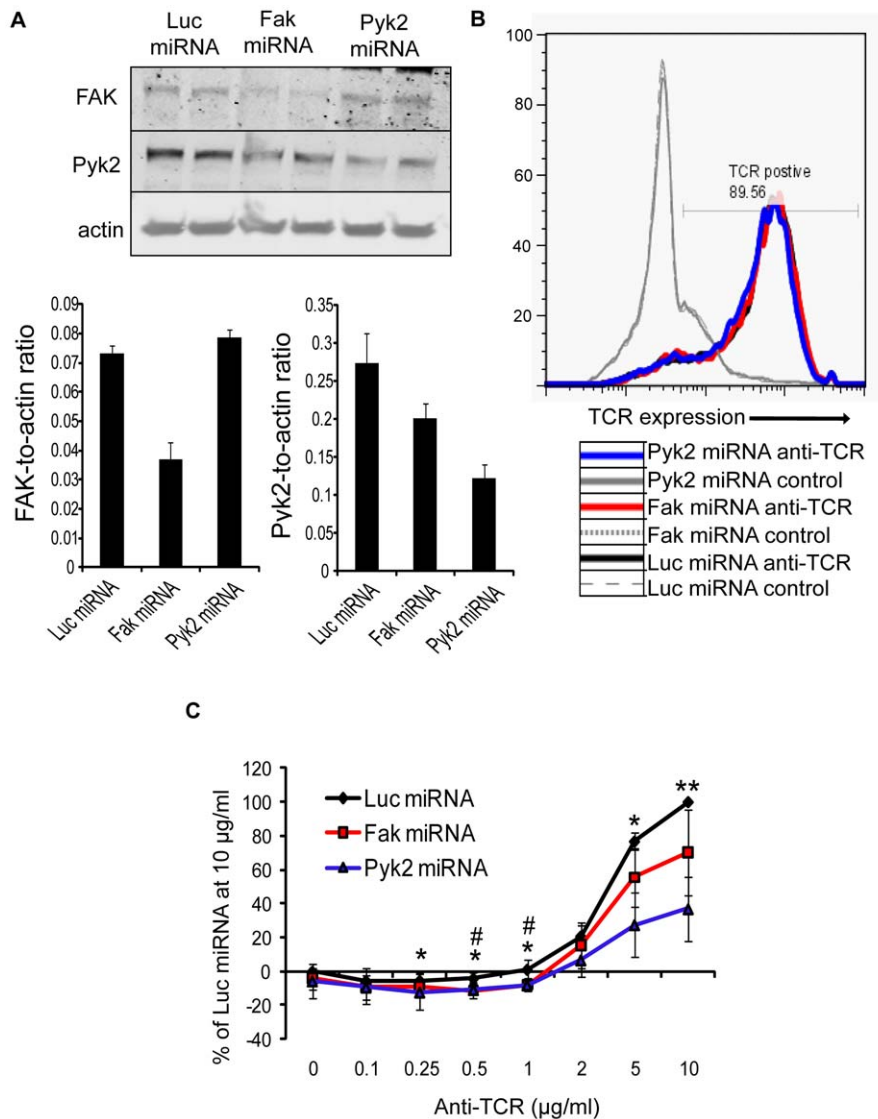 A
Luc miRNA
Fak miRNA
Pyk2 miRNA
FAK
Pyk2
actin
FAK-to-actin ratio
0.09
0.08
0.07
0.06
0.05
0.04
0.03
0.02
0.01
0
Luc miRNA
Fak miRNA
Pyk2 miRNA
Pyk2-to-actin ratio
0.35
0.3
0.25
0.2
0.15
0.1
0.05
0
Luc miRNA
Fak miRNA
Pyk2 miRNA
B
100
80
60
40
20
TCR postive
89.56
TCR expression
Pyk2 miRNA anti-TCR
Pyk2 miRNA control
Fak miRNA anti-TCR
Fak miRNA control
Luc miRNA anti-TCR
Luc miRNA control
C
% of Luc miRNA at 10 µg/ml
120
100
80
60
40
20
0
-20
-40
Luc miRNA
Fak miRNA
Pyk2 miRNA
*
#
*
#
*
*
**
0 0.1 0.25 0.5 1 2 5 10
Anti-TCR (µg/ml)